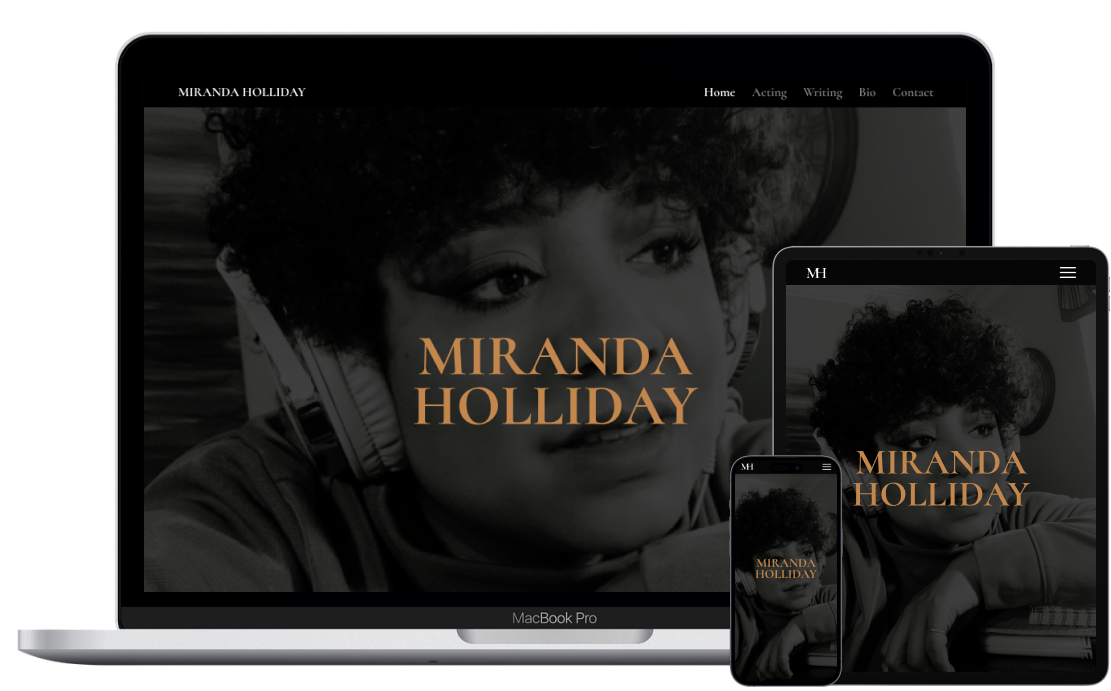 MIRANDA HOLLIDAY
Home Acting Writing Bio Contact
MIRANDA
HOLLIDAY
MacBook Pro
MH
MIRANDA
HOLLIDAY
MH
MIRANDA
HOLLIDAY